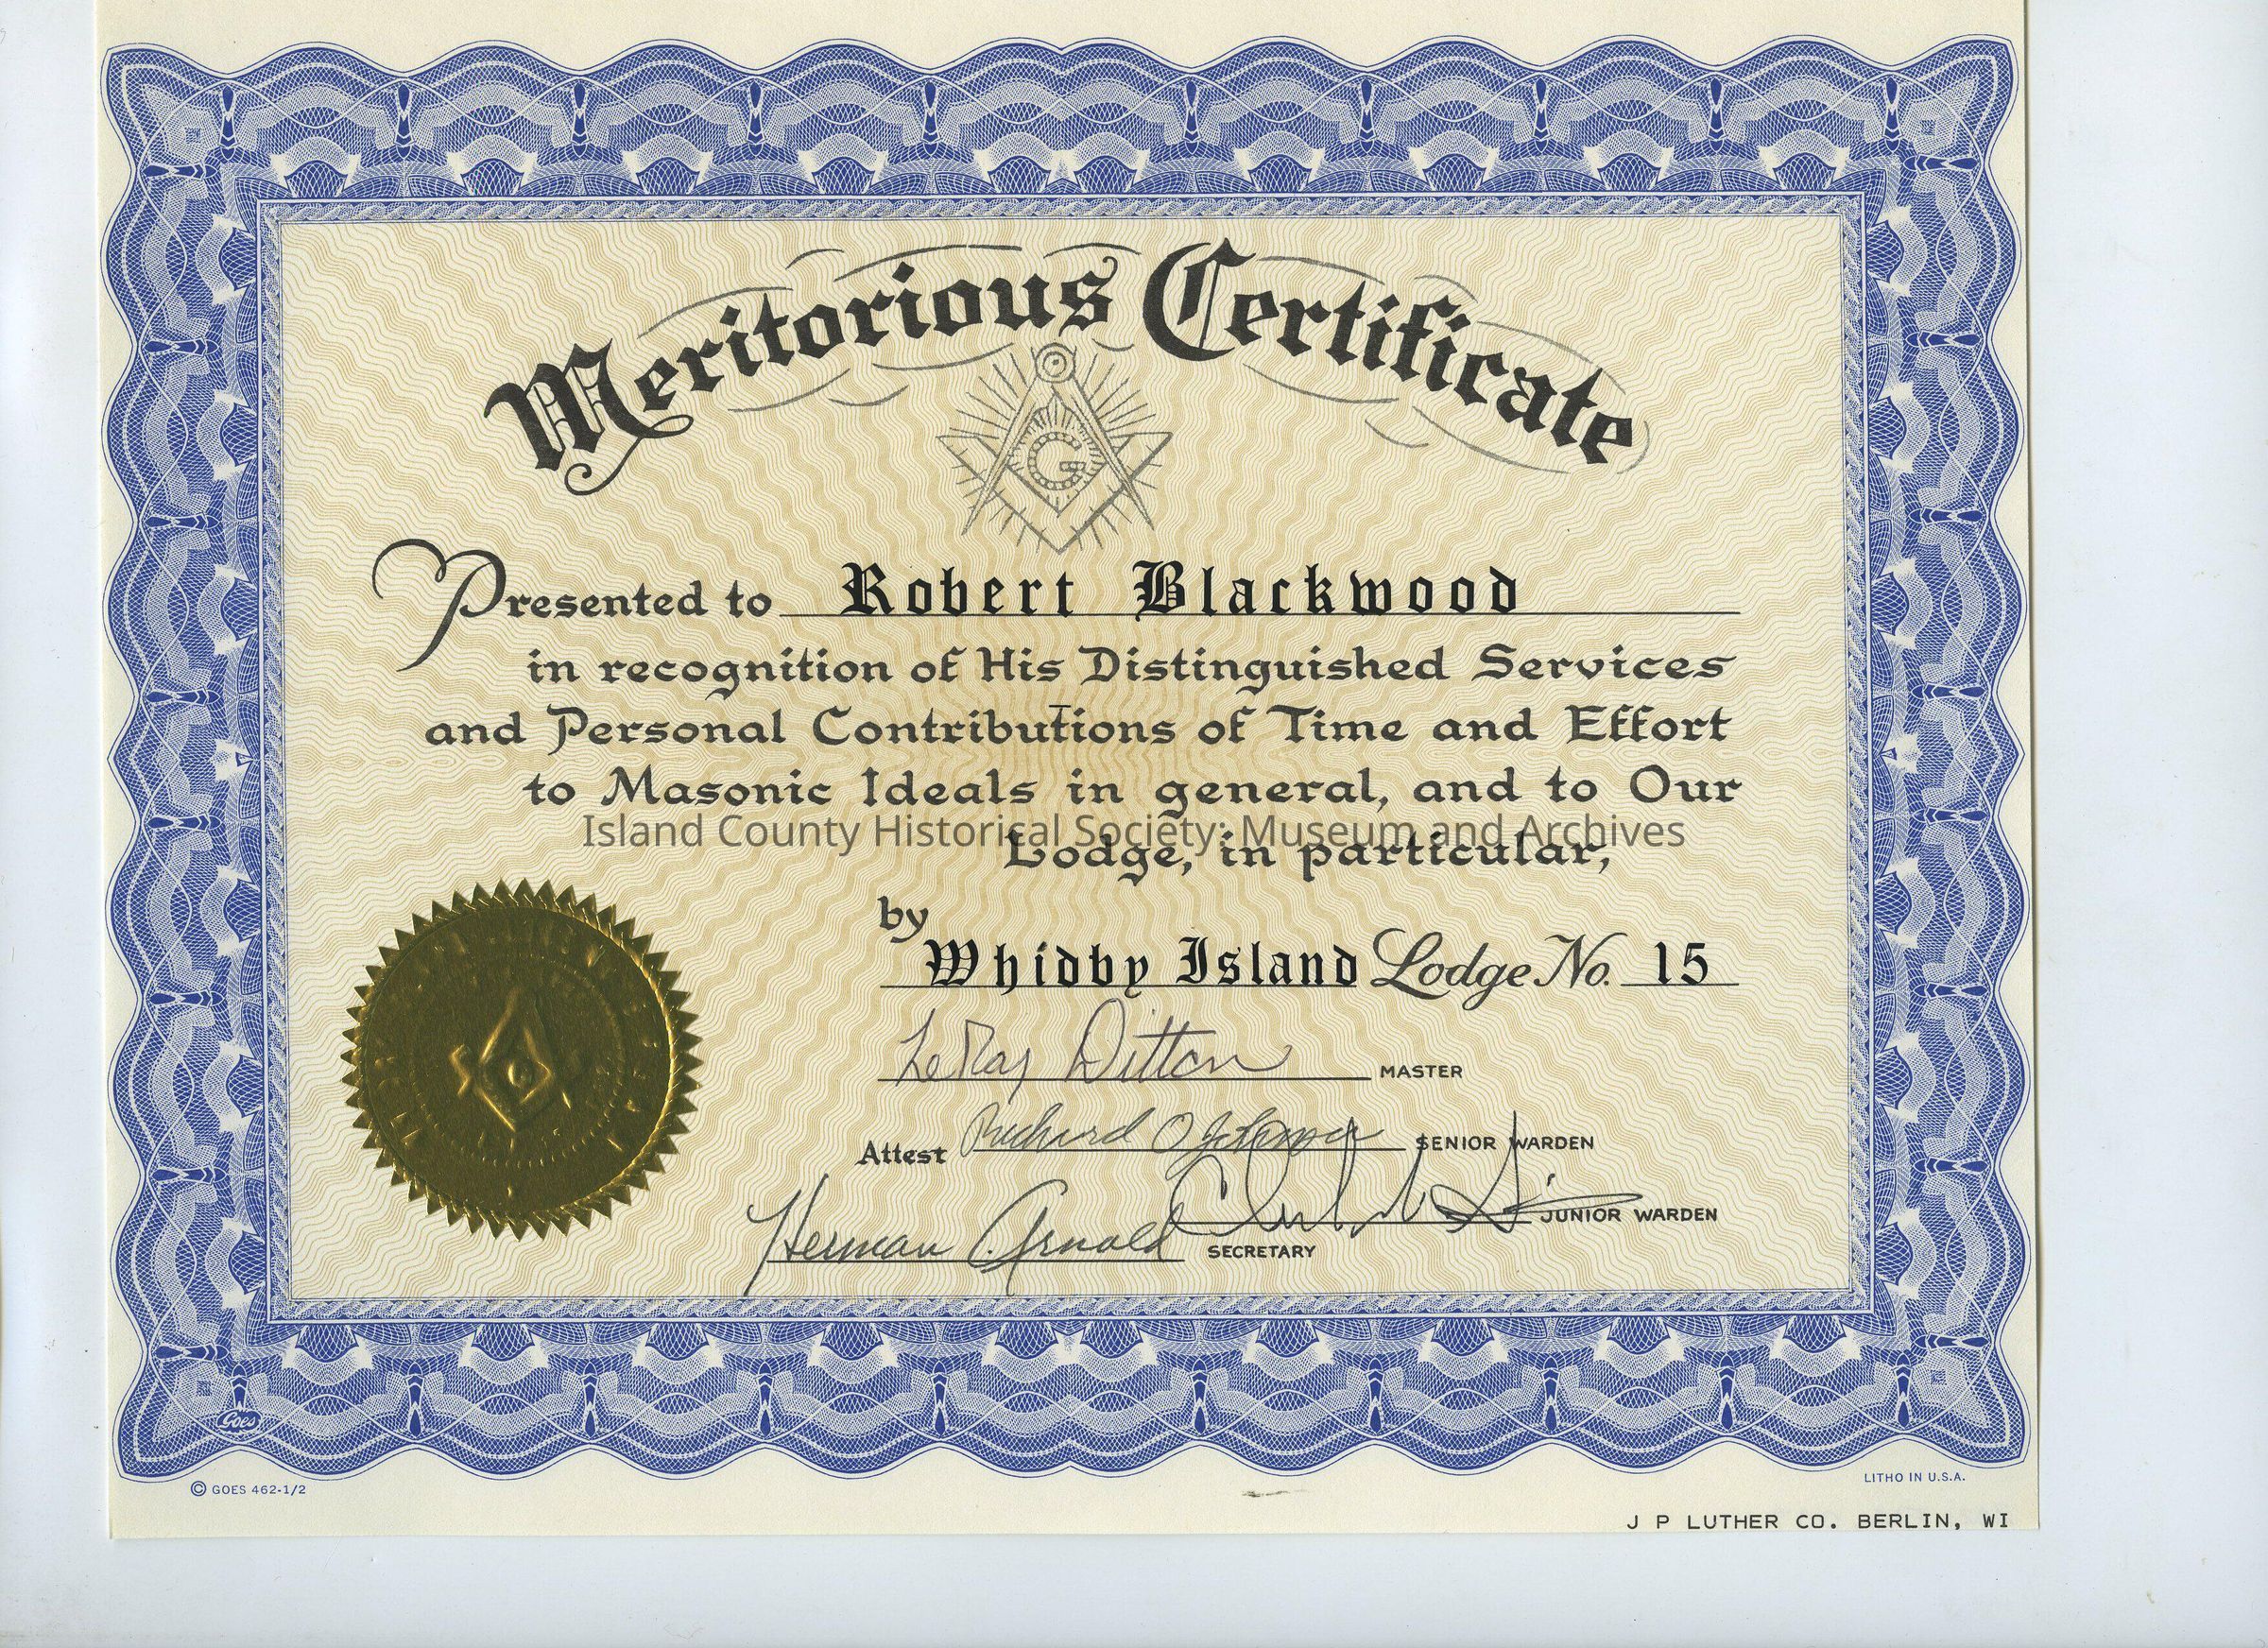 Meritorious Certificate
G
Presented to Robert Blackwood
in recognition of His Distinguished Services
and Personal Contributions of Time and Effort
to Masonic Ideals in general, and to Our
Island County Historical Society: Museum and Archives
Lodge, in particular,
by
Whidby Island Lodge No. 15
LeRoy Ditton MASTER
Attest Richard O SENIOR WARDEN
JUNIOR WARDEN
Herman Arnold SECRETARY
Goes
© GOES 462-1/2
LITHO IN U.S.A.
J P LUTHER CO. BERLIN, WI